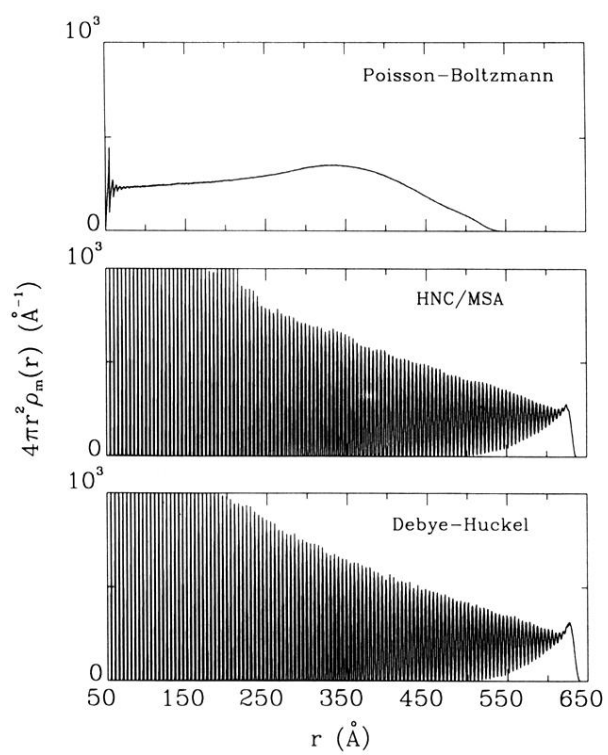 10³
Poisson-Boltzmann
0
10³
HNC/MSA
4πr²ρₘ(r) (Å⁻¹)
0
10³
Debye-Huckel
0
50 150 250 350 450 550 650
r (Å)